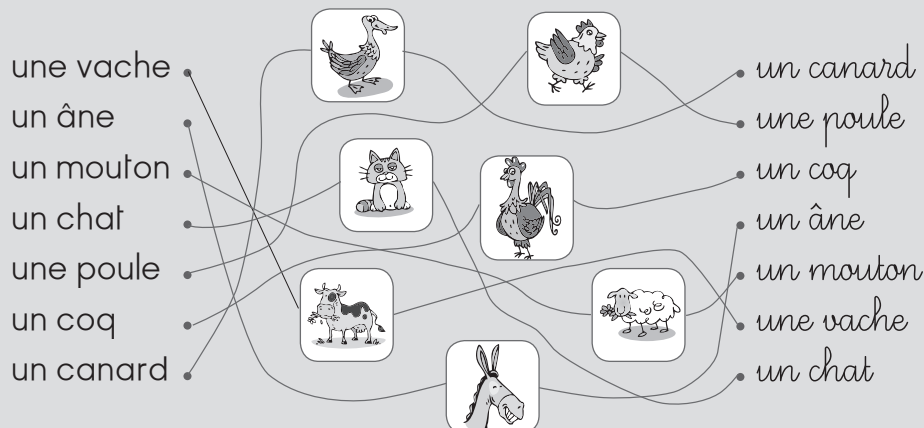 une vache
un âne
un mouton
un chat
une poule
un coq
un canard
un canard
une poule
un coq
un âne
un mouton
une vache
un chat